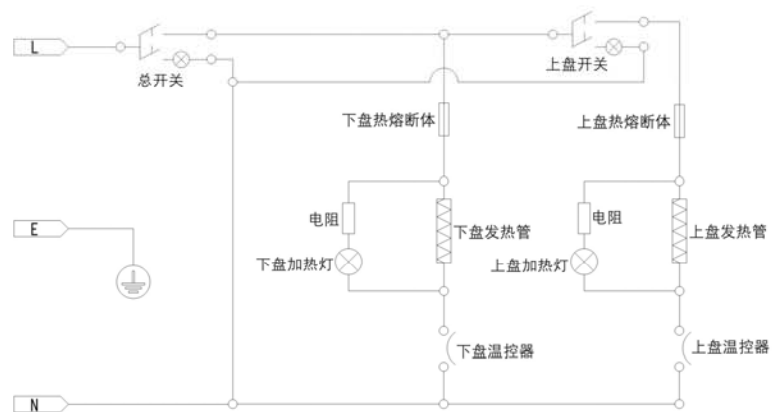 L
总开关
上盘开关
下盘热熔断体
上盘热熔断体
E
电阻
下盘发热管
电阻
上盘发热管
下盘加热灯
上盘加热灯
下盘温控器
上盘温控器
N